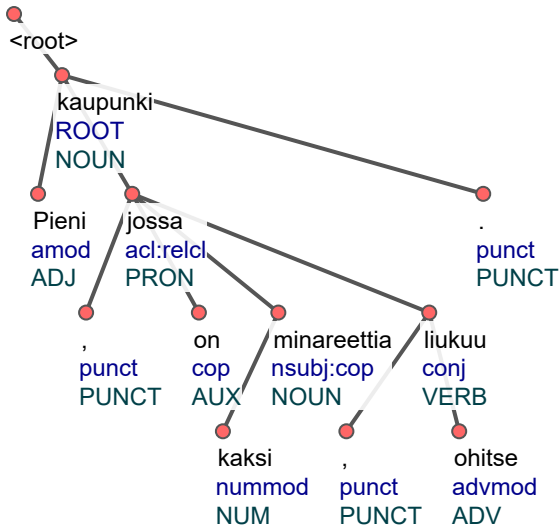 <root>
kaupunki
ROOT
NOUN
Pieni jossa .
amod acl:relcl punct
ADJ PRON PUNCT
, on minareettia liukuu
punct cop nsubj:cop conj
PUNCT AUX NOUN VERB
kaksi , ohitse
nummod punct advmod
NUM PUNCT ADV